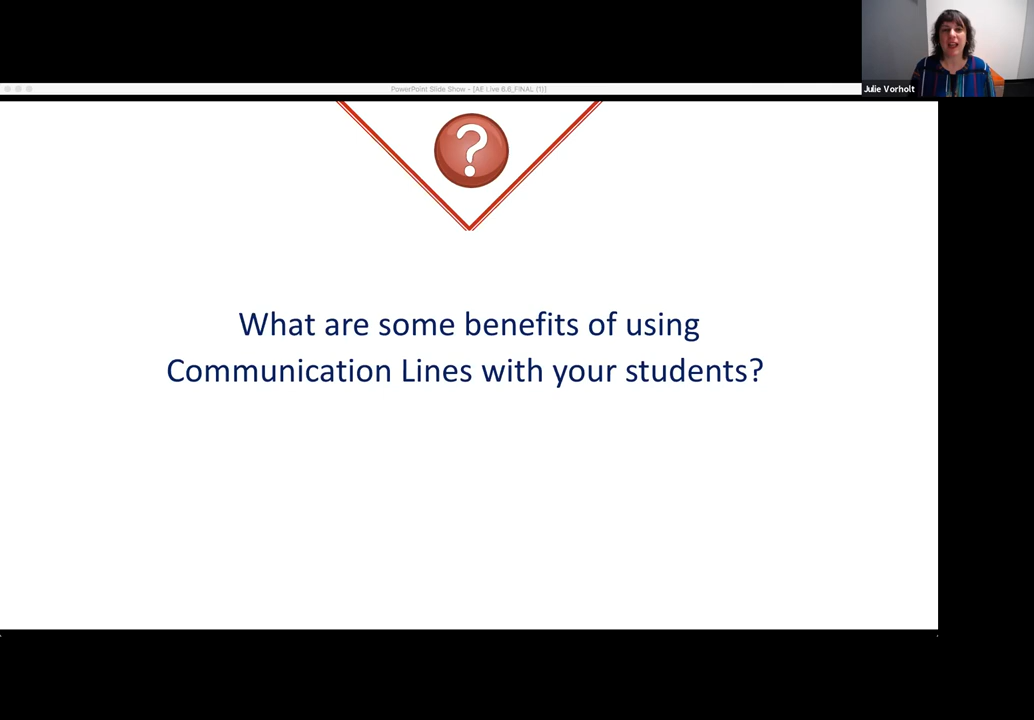 Julie Vorholt
PowerPoint Slide Show - [AE Live 6.6_FINAL (1)]
?
What are some benefits of using
Communication Lines with your students?